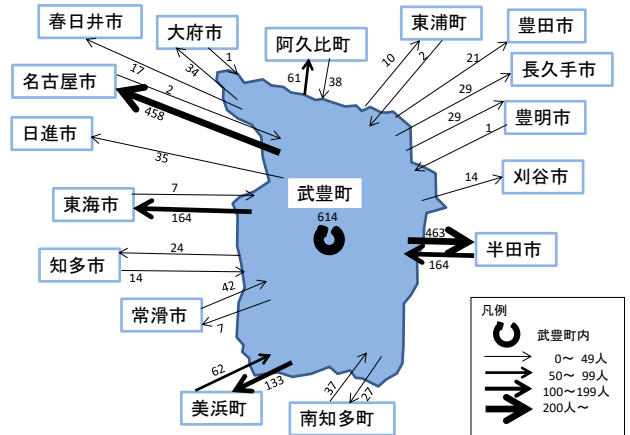 春日井市
大府市
阿久比町
東浦町
豊田市
名古屋市
長久手市
日進市
豊明市
刈谷市
武豊町
614
東海市
半田市
知多市
常滑市
美浜町
南知多町
17
34
1
61
38
10
2
21
29
29
1
14
2
458
35
7
164
463
164
24
14
42
7
62
133
37
27
凡例
武豊町内
0～ 49人
50～ 99人
100～199人
200人～